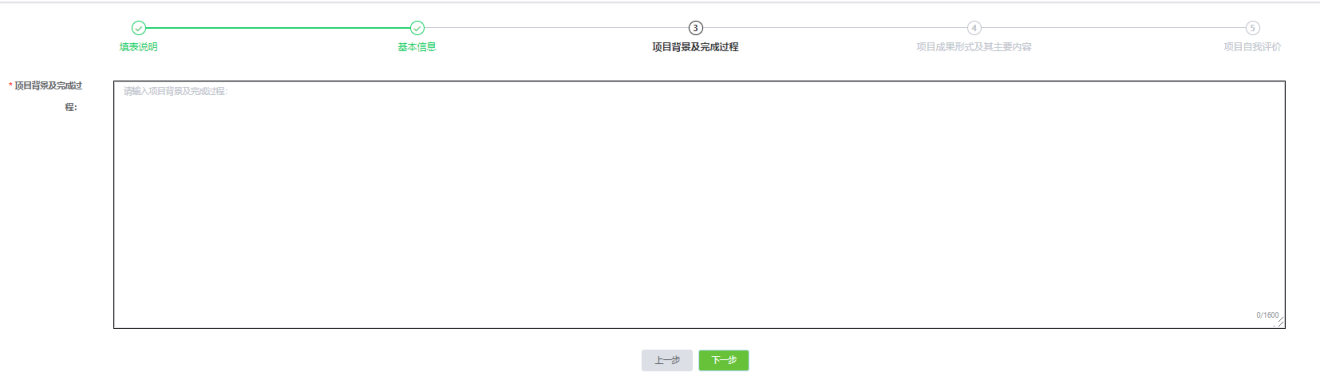 3
4
5
填表说明
基本信息
项目背景及完成过程
项目成果形式及其主要内容
项目自我评价
* 项目背景及完成过
程：
请输入项目背景及完成过程：
0/1600
上一步
下一步